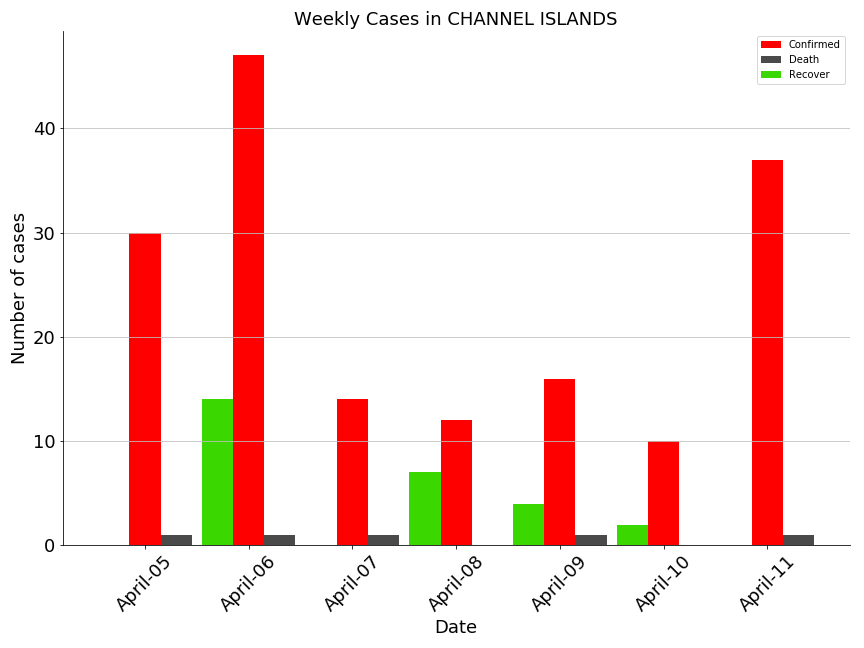 Weekly Cases in CHANNEL ISLANDS
Confirmed
Death
Recover
Number of cases
40
30
20
10
0
April-05
April-06
April-07
April-08
April-09
April-10
April-11
Date